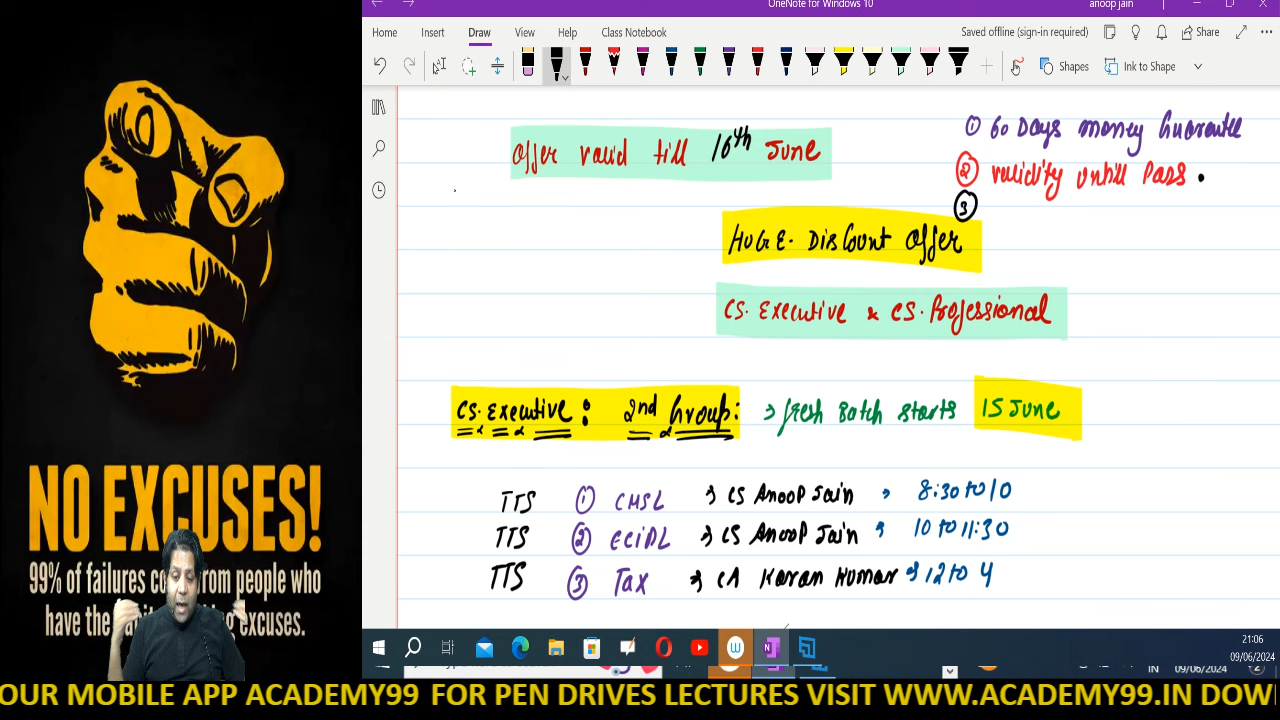 OneNote for Windows 10
anoop jain
Home Insert Draw View Help Class Notebook
Saved offline (sign-in required)
Share
Shapes
Ink to Shape
① 60 Days money Guarantee
Offer valid till 16th June
② validity untill Pass
③
HUGE DisCount Offer
CS. Executive & CS. Professional
CS. Executive: 2nd Group: → fresh Batch starts 15 June
TTS ① CMSL → CS Anoop Jain → 8:30 to 10
TTS ② ECIPL → CS Anoop Jain → 10 to 11:30
TTS ③ Tax → CA Karan Kumar → 12 to 4
NO EXCUSES!
99% of failures co from people who
have the excuses.
21:06
09/06/2024
IN 09/06/2024
OUR MOBILE APP ACADEMY99 FOR PEN DRIVES LECTURES VISIT WWW.ACADEMY99.IN DOW